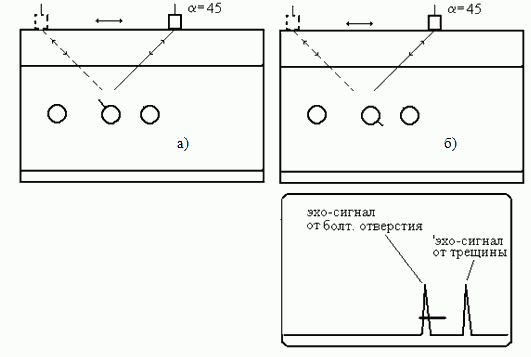 α=45
α=45
а)
б)
эхо-сигнал
от болт. отверстия
'эхо-сигнал
от трещины